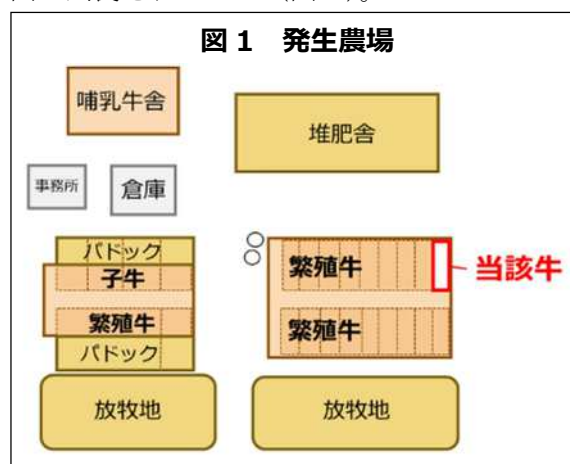 図1 発生農場
哺乳牛舎
堆肥舎
事務所
倉庫
パドック
子牛
繁殖牛
パドック
放牧地
繁殖牛
当該牛
繁殖牛
放牧地